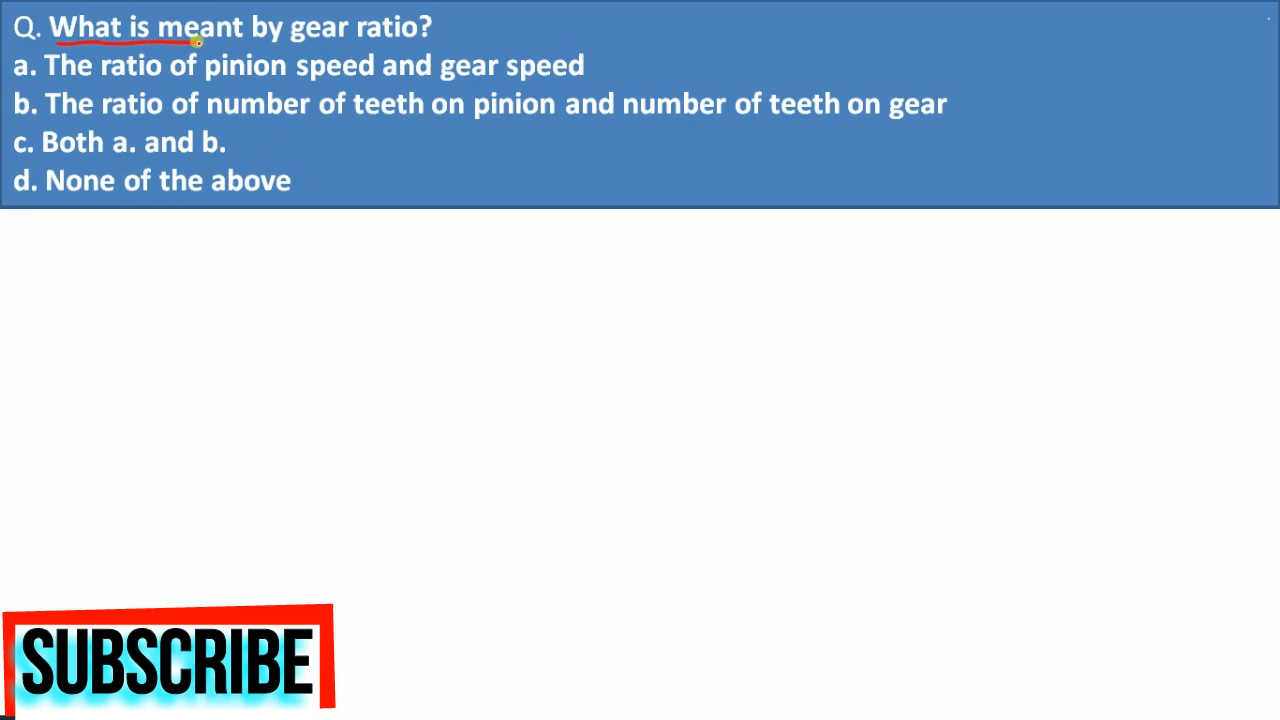 Q. What is meant by gear ratio?
a. The ratio of pinion speed and gear speed
b. The ratio of number of teeth on pinion and number of teeth on gear
c. Both a. and b.
d. None of the above
SUBSCRIBE